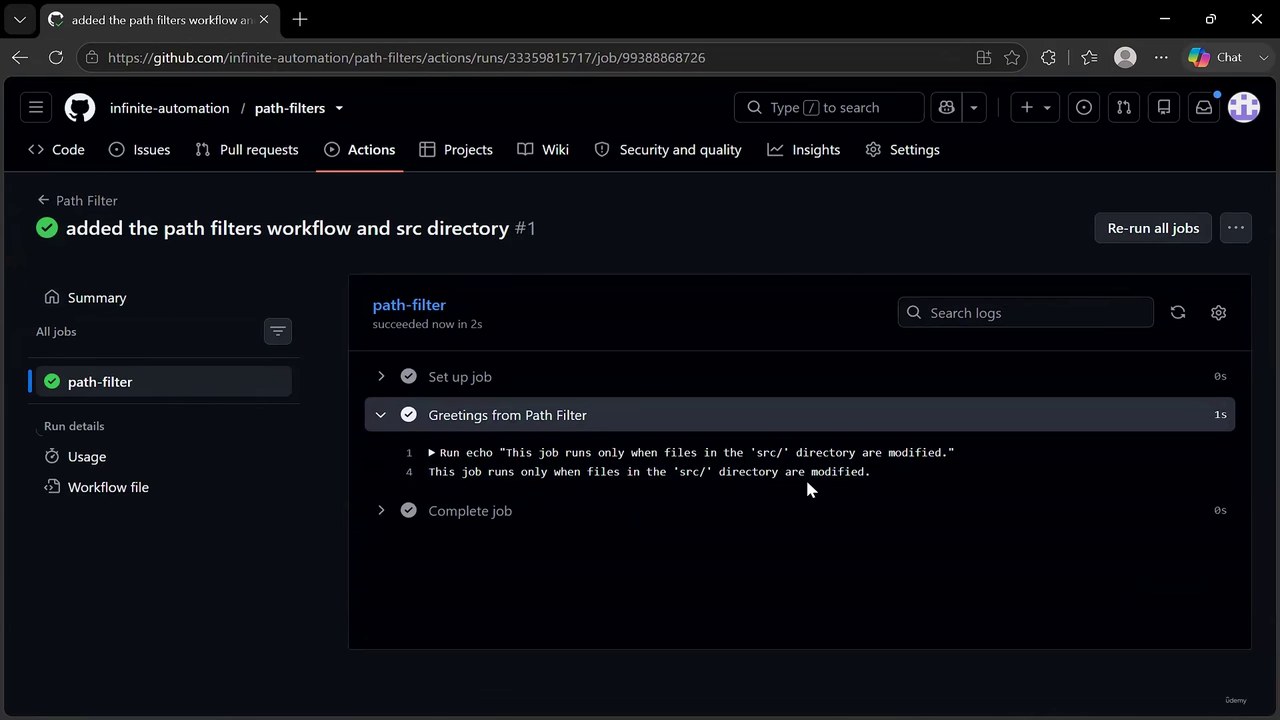 added the path filters workflow an
https://github.com/infinite-automation/path-filters/actions/runs/33359815717/job/99388868726
Chat
infinite-automation / path-filters
Type / to search
Code
Issues
Pull requests
Actions
Projects
Wiki
Security and quality
Insights
Settings
Path Filter
added the path filters workflow and src directory #1
Re-run all jobs
Summary
All jobs
path-filter
Run details
Usage
Workflow file
path-filter
succeeded now in 2s
Search logs
Set up job 0s
Greetings from Path Filter 1s
1 Run echo "This job runs only when files in the 'src/' directory are modified."
4 This job runs only when files in the 'src/' directory are modified.
Complete job 0s
ûdemy